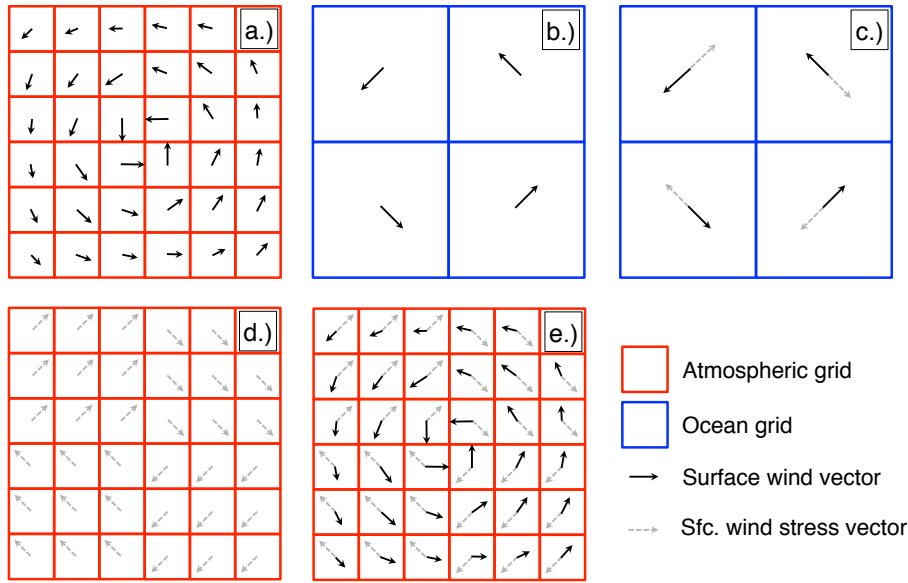 a.)
b.)
c.)
d.)
e.)
Atmospheric grid
Ocean grid
Surface wind vector
Sfc. wind stress vector